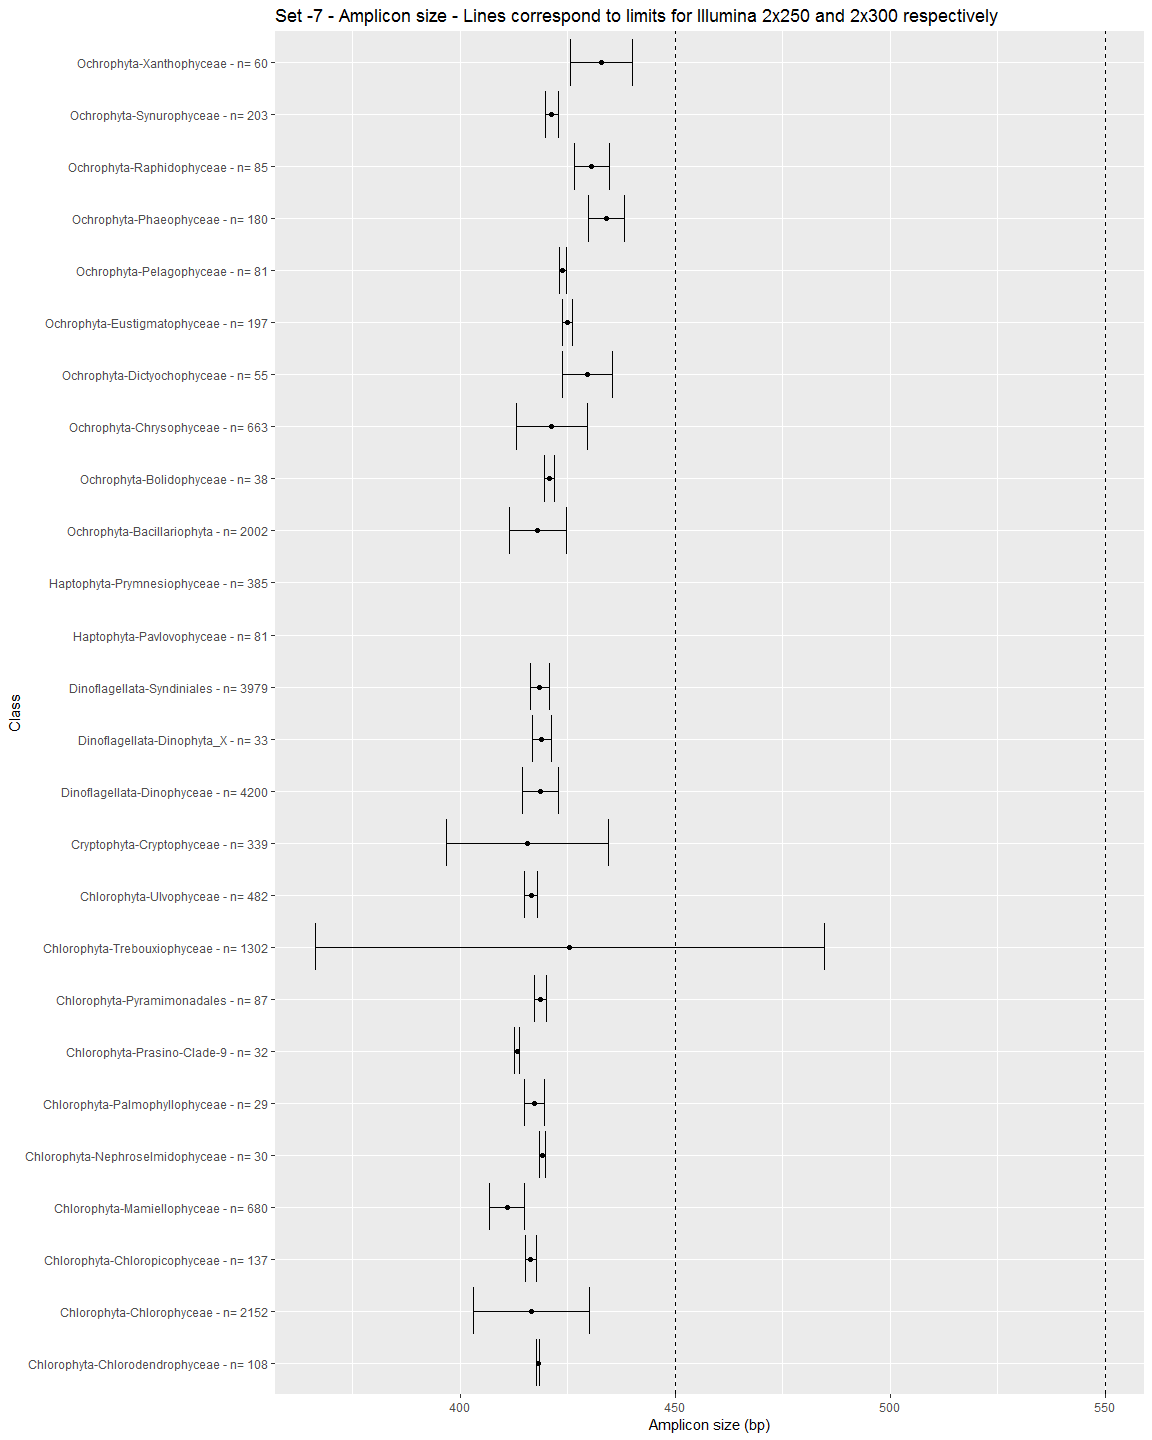 Set -7 - Amplicon size - Lines correspond to limits for Illumina 2x250 and 2x300 respectively
Ochrophyta-Xanthophyceae - n= 60
Ochrophyta-Synurophyceae - n= 203
Ochrophyta-Raphidophyceae - n= 85
Ochrophyta-Phaeophyceae - n= 180
Ochrophyta-Pelagophyceae - n= 81
Ochrophyta-Eustigmatophyceae - n= 197
Ochrophyta-Dictyochophyceae - n= 55
Ochrophyta-Chrysophyceae - n= 663
Ochrophyta-Bolidophyceae - n= 38
Ochrophyta-Bacillariophyta - n= 2002
Haptophyta-Prymnesiophyceae - n= 385
Haptophyta-Pavlovophyceae - n= 81
Dinoflagellata-Syndiniales - n= 3979
Dinoflagellata-Dinophyta_X - n= 33
Dinoflagellata-Dinophyceae - n= 4200
Cryptophyta-Cryptophyceae - n= 339
Chlorophyta-Ulvophyceae - n= 482
Chlorophyta-Trebouxiophyceae - n= 1302
Chlorophyta-Pyramimonadales - n= 87
Chlorophyta-Prasino-Clade-9 - n= 32
Chlorophyta-Palmophyllophyceae - n= 29
Chlorophyta-Nephroselmidophyceae - n= 30
Chlorophyta-Mamiellophyceae - n= 680
Chlorophyta-Chloropicophyceae - n= 137
Chlorophyta-Chlorophyceae - n= 2152
Chlorophyta-Chlorodendrophyceae - n= 108
Class
400 450 500 550
Amplicon size (bp)